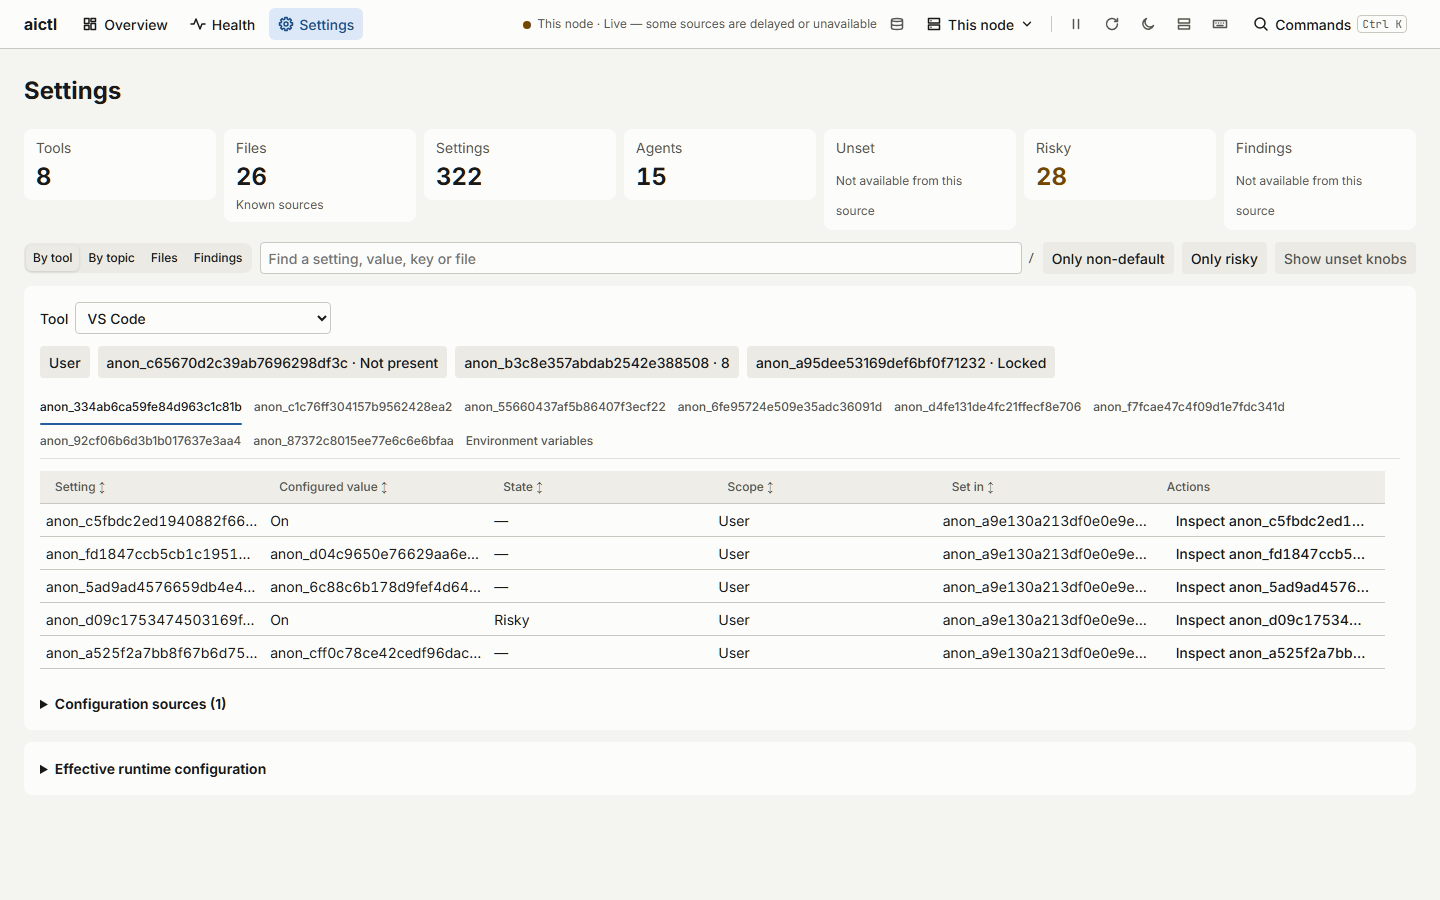 aictl Overview Health Settings This node · Live — some sources are delayed or unavailable This node Commands Ctrl K
Settings
Tools Files Settings Agents Unset Risky Findings
8 26 322 15 Not available from this 28 Not available from this
Known sources source source
By tool By topic Files Findings Find a setting, value, key or file / Only non-default Only risky Show unset knobs
Tool VS Code
User anon_c65670d2c39ab7696298df3c · Not present anon_b3c8e357abdab2542e388508 · 8 anon_a95dee53169def6bf0f71232 · Locked
anon_334ab6ca59fe84d963c1c81b anon_c1c76ff304157b9562428ea2 anon_55660437af5b86407f3ecf22 anon_6fe95724e509e35adc36091d anon_d4fe131de4fc21ffecf8e706 anon_f7fcae47c4f09d1e7fdc341d
anon_92cf06b6d3b1b017637e3aa4 anon_87372c8015ee77e6c6e6bfaa Environment variables
Setting Configured value State Scope Set in Actions
anon_c5fbdc2ed1940882f66... On — User anon_a9e130a213df0e0e9e... Inspect anon_c5fbdc2ed1...
anon_fd1847ccb5cb1c1951... anon_d04c9650e76629aa6e... — User anon_a9e130a213df0e0e9e... Inspect anon_fd1847ccb5...
anon_5ad9ad4576659db4e4... anon_6c88c6b178d9fef4d64... — User anon_a9e130a213df0e0e9e... Inspect anon_5ad9ad4576...
anon_d09c1753474503169f... On Risky User anon_a9e130a213df0e0e9e... Inspect anon_d09c17534...
anon_a525f2a7bb8f67b6d75... anon_cff0c78ce42cedf96dac... — User anon_a9e130a213df0e0e9e... Inspect anon_a525f2a7bb...
Configuration sources (1)
Effective runtime configuration